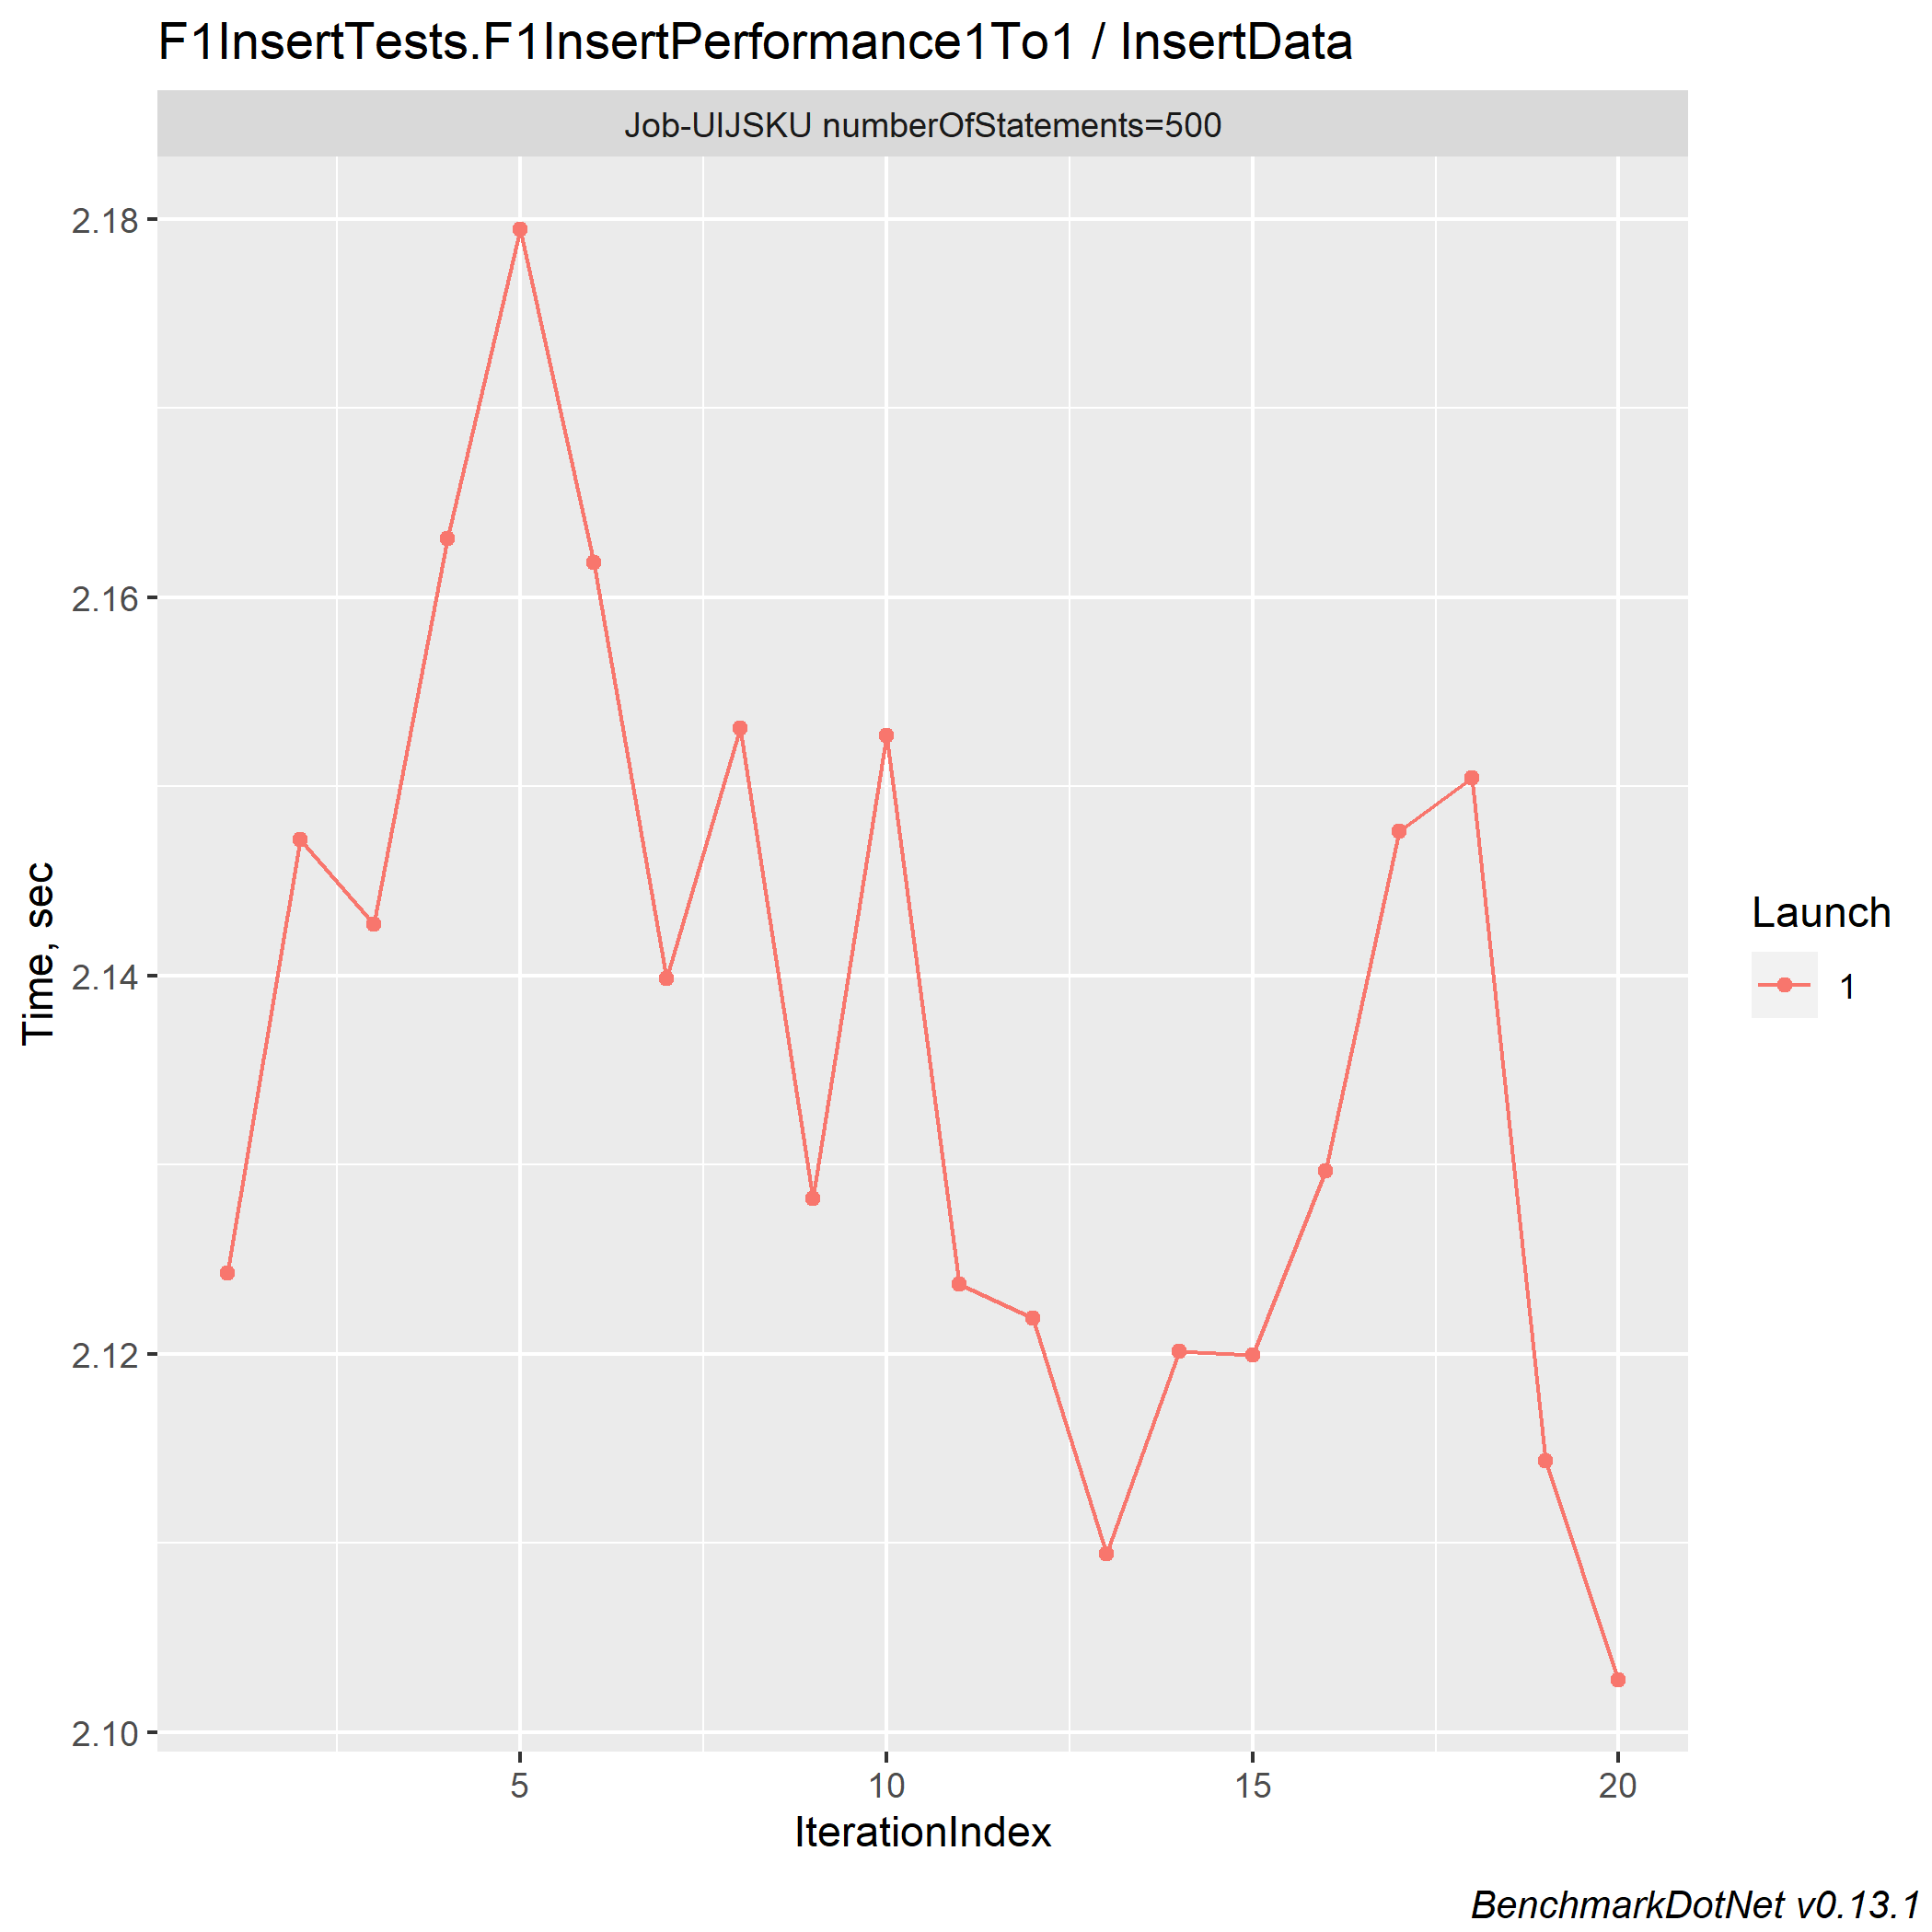 F1InsertTests.F1InsertPerformance1To1 / InsertData
Job-UIJSKU numberOfStatements=500
2.18
2.16
2.14
2.12
2.10
Time, sec
5 10 15 20
IterationIndex
Launch
1
BenchmarkDotNet v0.13.1